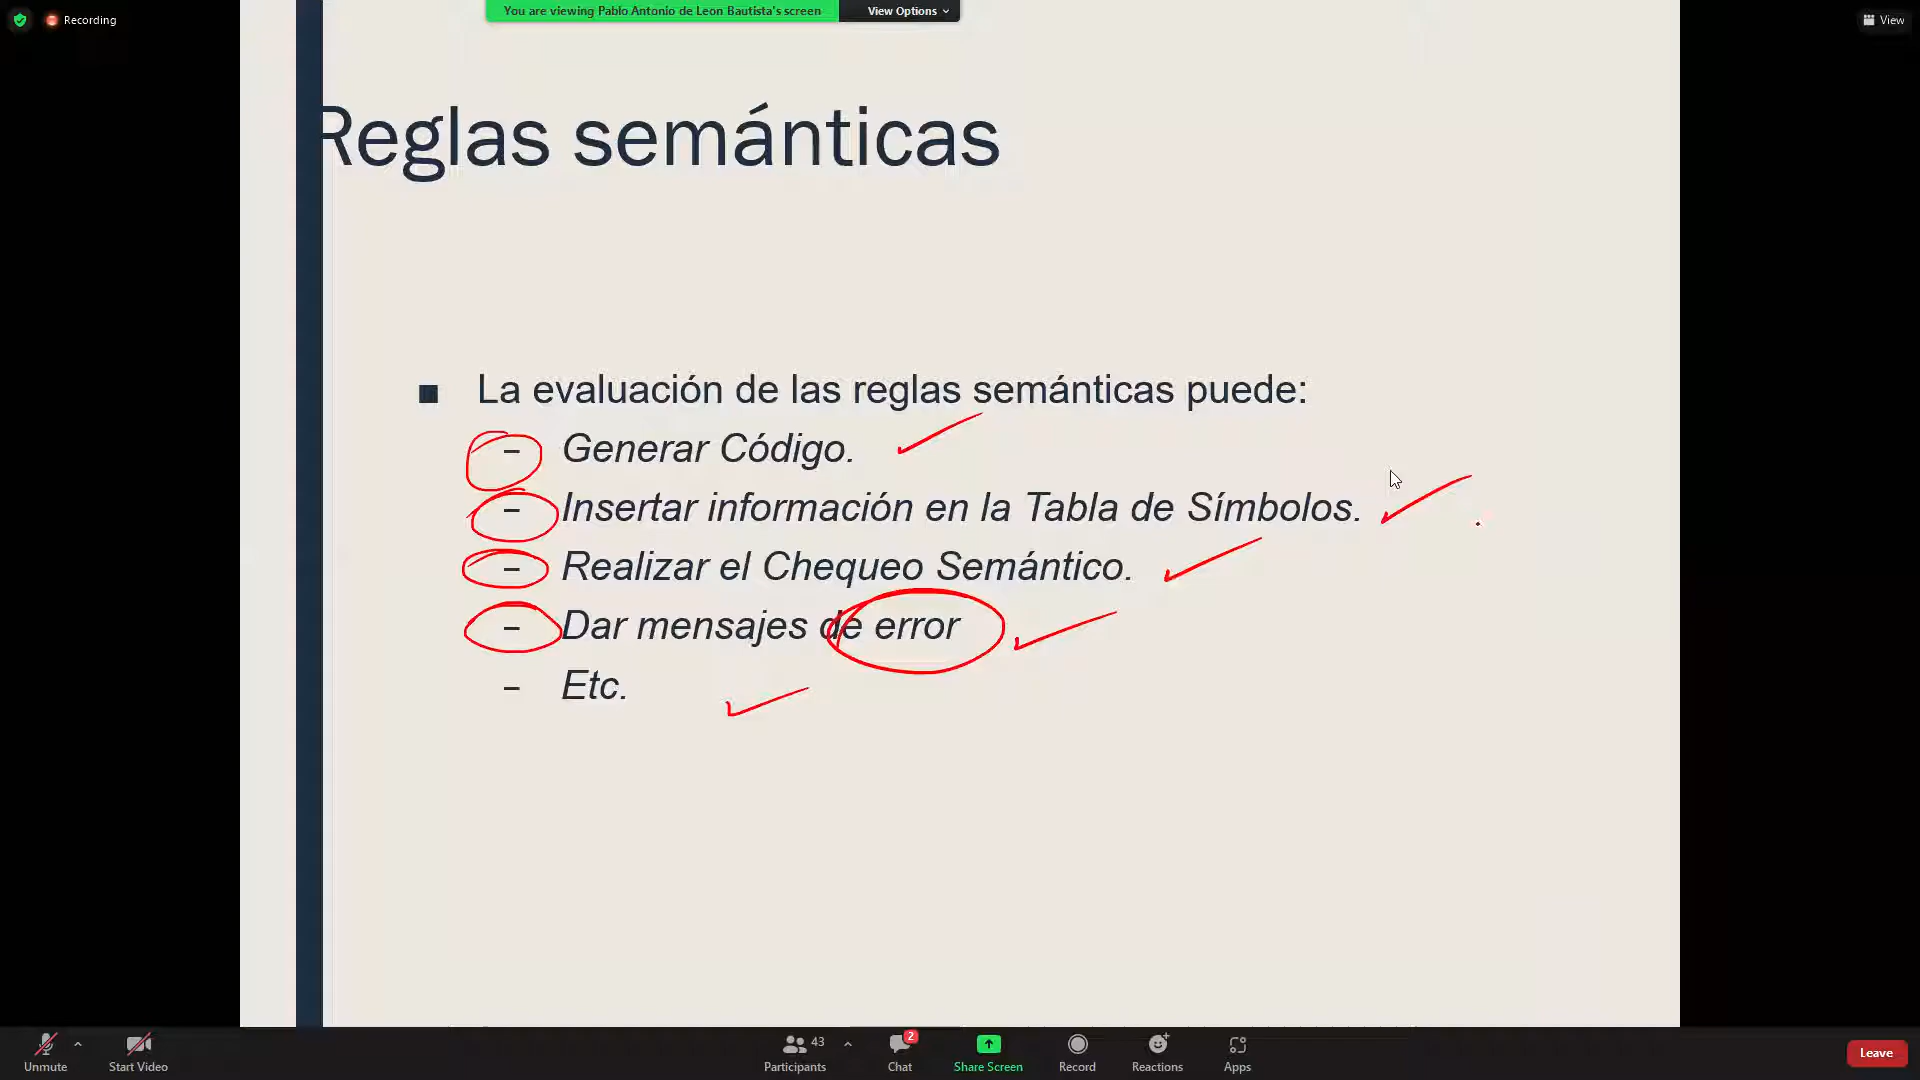 Recording
You are viewing Pablo Antonio de Leon Bautista's screen
View Options
View
Reglas semánticas
■ La evaluación de las reglas semánticas puede:
– Generar Código.
– Insertar información en la Tabla de Símbolos.
– Realizar el Chequeo Semántico.
– Dar mensajes de error
– Etc.
43
2
Unmute
Start Video
Participants
Chat
Share Screen
Record
Reactions
Apps
Leave